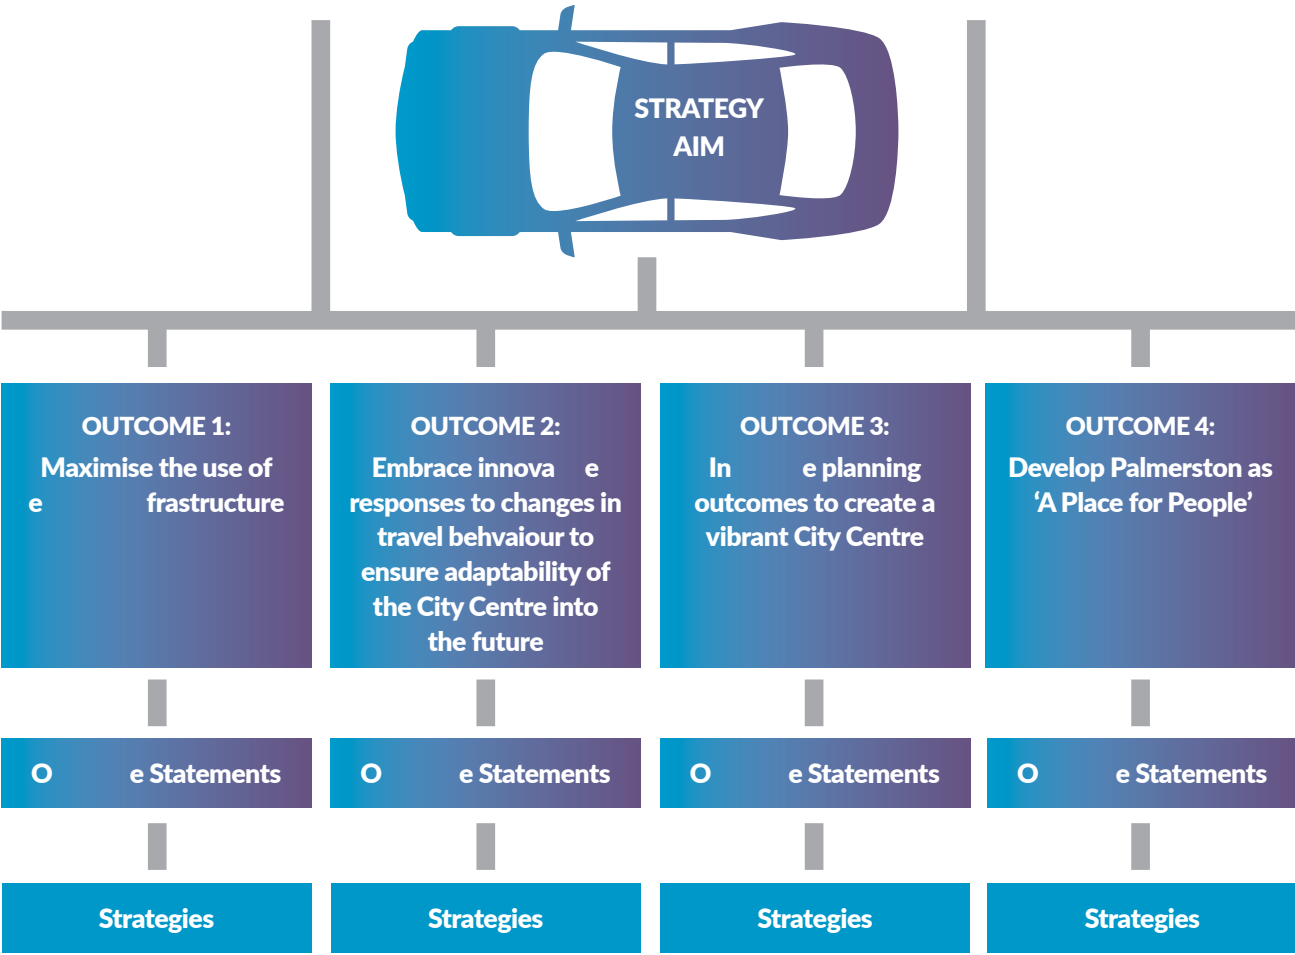 STRATEGY
AIM
OUTCOME 1:
Maximise the use of
e frastructure
OUTCOME 2:
Embrace innova e
responses to changes in
travel behvaiour to
ensure adaptability of
the City Centre into
the future
OUTCOME 3:
In e planning
outcomes to create a
vibrant City Centre
OUTCOME 4:
Develop Palmerston as
‘A Place for People’
O e Statements
O e Statements
O e Statements
O e Statements
Strategies
Strategies
Strategies
Strategies